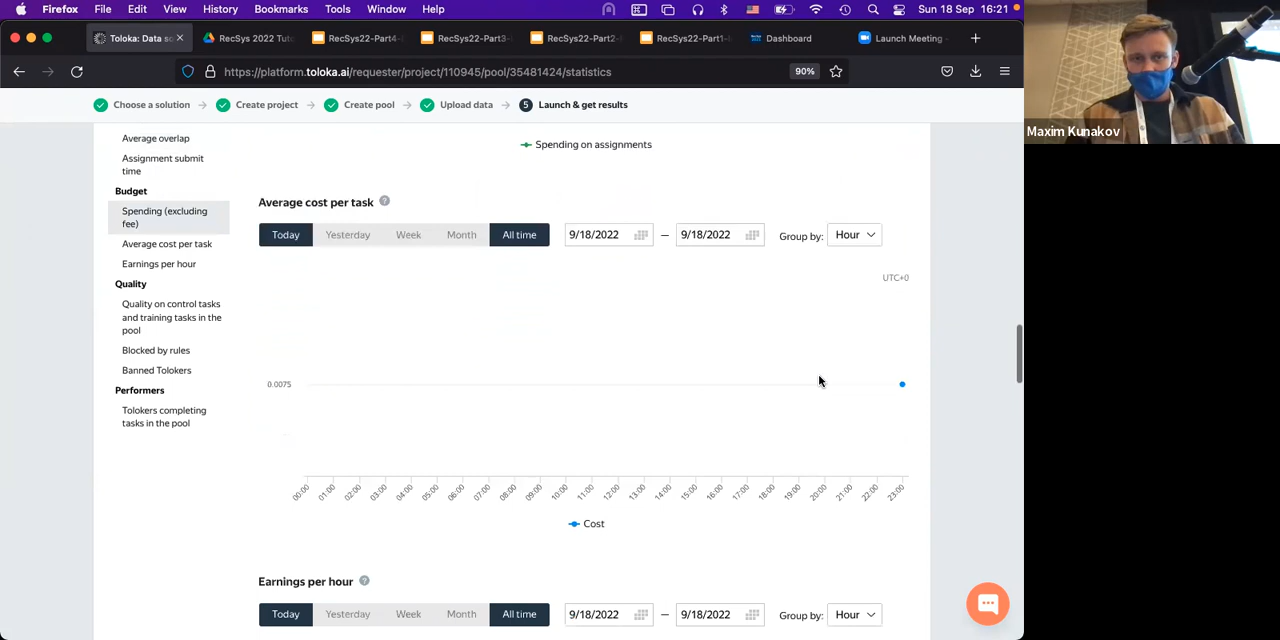 Firefox File Edit View History Bookmarks Tools Window Help Sun 18 Sep 16:21
Toloka: Data so RecSys 2022 Tut RecSys22-Part4- RecSys22-Part3- RecSys22-Part2- RecSys22-Part1- Dashboard Launch Meeting -
https://platform.toloka.ai/requester/project/110945/pool/35481424/statistics 90%
Choose a solution Create project Create pool Upload data 5 Launch & get results
Maxim Kunakov
Average overlap
Assignment submit
time
Budget
Spending (excluding
fee)
Average cost per task
Earnings per hour
Quality
Quality on control tasks
and training tasks in the
pool
Blocked by rules
Banned Tolokers
Performers
Tolokers completing
tasks in the pool
Spending on assignments
Average cost per task ?
Today Yesterday Week Month All time 9/18/2022 — 9/18/2022 Group by: Hour
UTC+0
0.0075
00:00 01:00 02:00 03:00 04:00 05:00 06:00 07:00 08:00 09:00 10:00 11:00 12:00 13:00 14:00 15:00 16:00 17:00 18:00 19:00 20:00 21:00 22:00 23:00
Cost
Earnings per hour ?
Today Yesterday Week Month All time 9/18/2022 — 9/18/2022 Group by: Hour